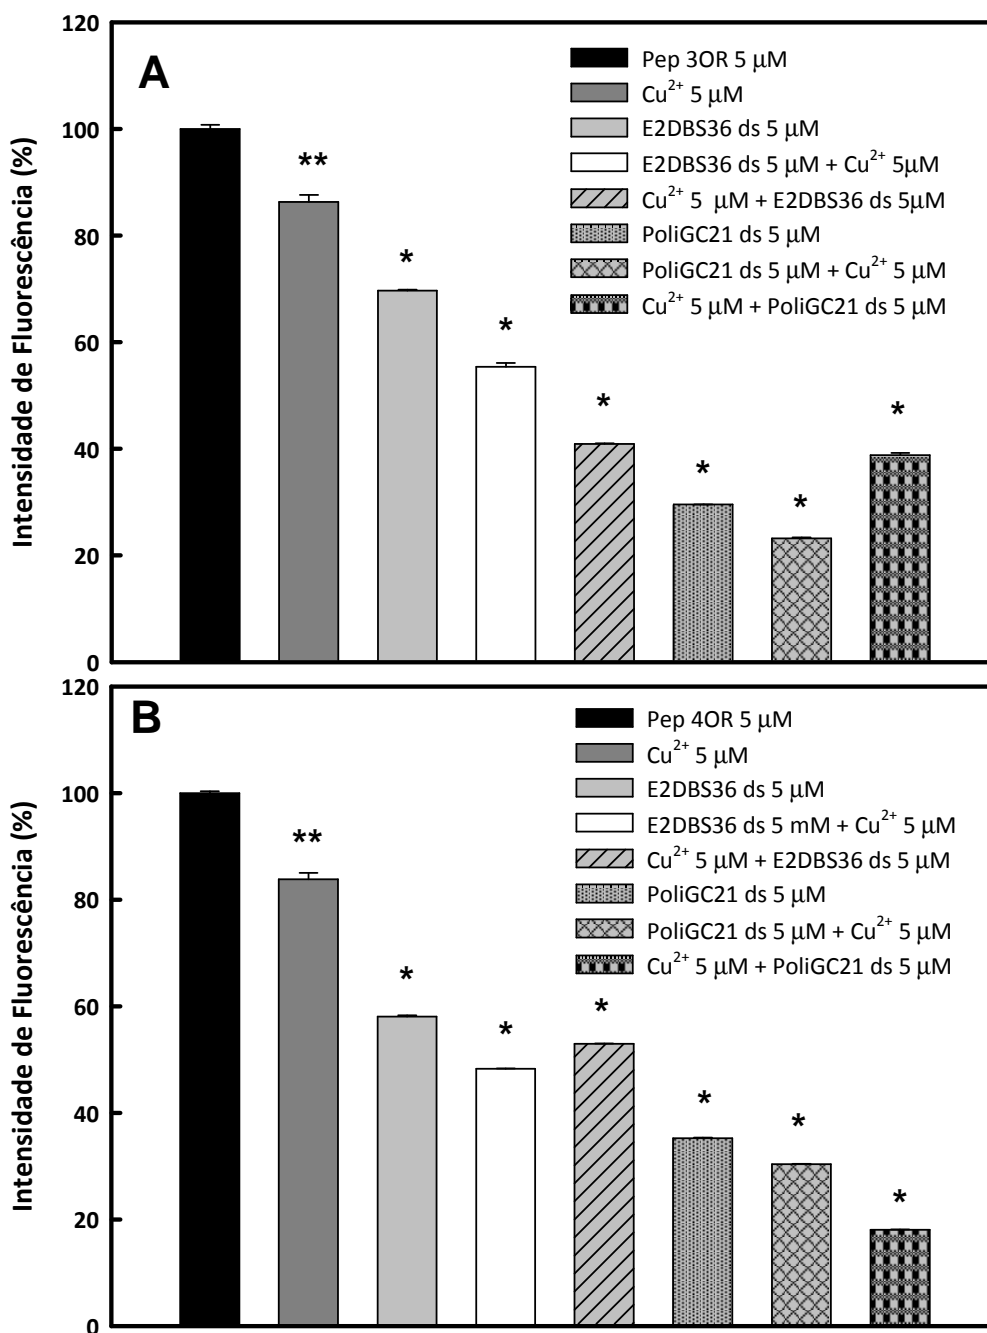 120
100
80
60
40
20
0
Intensidade de Fluorescência (%)
A
**
*
*
*
*
*
*
Pep 3OR 5 μM
Cu²⁺ 5 μM
E2DBS36 ds 5 μM
E2DBS36 ds 5 μM + Cu²⁺ 5μM
Cu²⁺ 5  μM + E2DBS36 ds 5μM
PoliGC21 ds 5 μM
PoliGC21 ds 5 μM + Cu²⁺ 5 μM
Cu²⁺ 5 μM + PoliGC21 ds 5 μM
120
100
80
60
40
20
0
Intensidade de Fluorescência (%)
B
**
*
*
*
*
*
*
Pep 4OR 5 μM
Cu²⁺ 5 μM
E2DBS36 ds 5 μM
E2DBS36 ds 5 mM + Cu²⁺ 5 μM
Cu²⁺ 5 μM + E2DBS36 ds 5 μM
PoliGC21 ds 5 μM
PoliGC21 ds 5 μM + Cu²⁺ 5 μM
Cu²⁺ 5 μM + PoliGC21 ds 5 μM